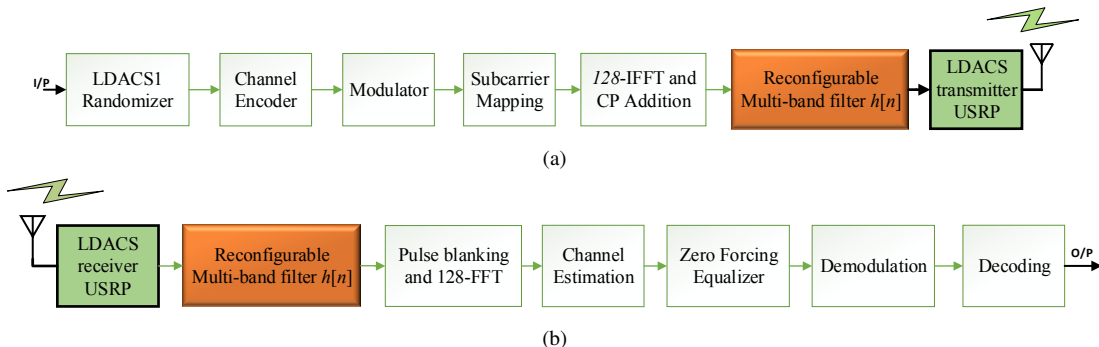 I/P
LDACS1
Randomizer
Channel
Encoder
Modulator
Subcarrier
Mapping
128-IFFT and
CP Addition
Reconfigurable
Multi-band filter h[n]
LDACS
transmitter
USRP
(a)
LDACS
receiver
USRP
Reconfigurable
Multi-band filter h[n]
Pulse blanking
and 128-FFT
Channel
Estimation
Zero Forcing
Equalizer
Demodulation
Decoding
O/P
(b)